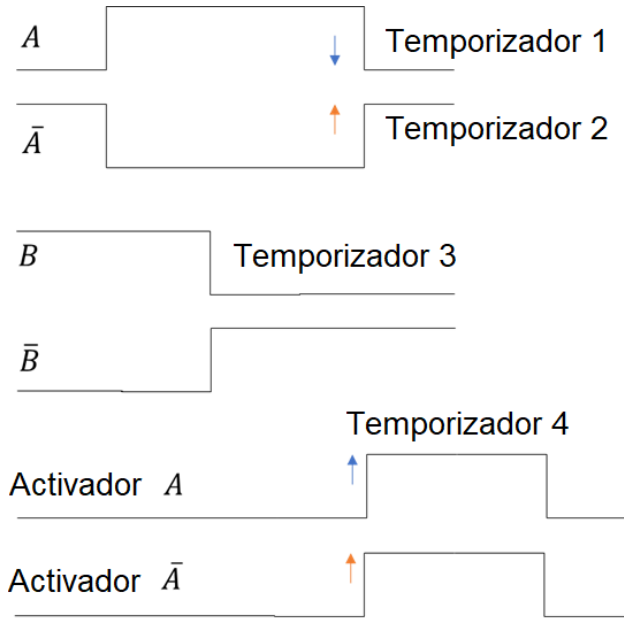 A
Temporizador 1
Ā
Temporizador 2
B
Temporizador 3
B̄
Temporizador 4
Activador A
Activador Ā